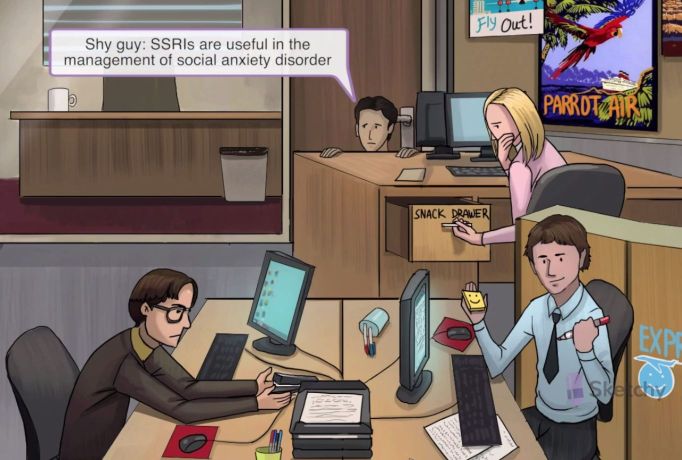 Fly Out!
Shy guy: SSRIs are useful in the
management of social anxiety disorder
PARROT AIR
SNACK DRAWER
EXPR
Sketchy